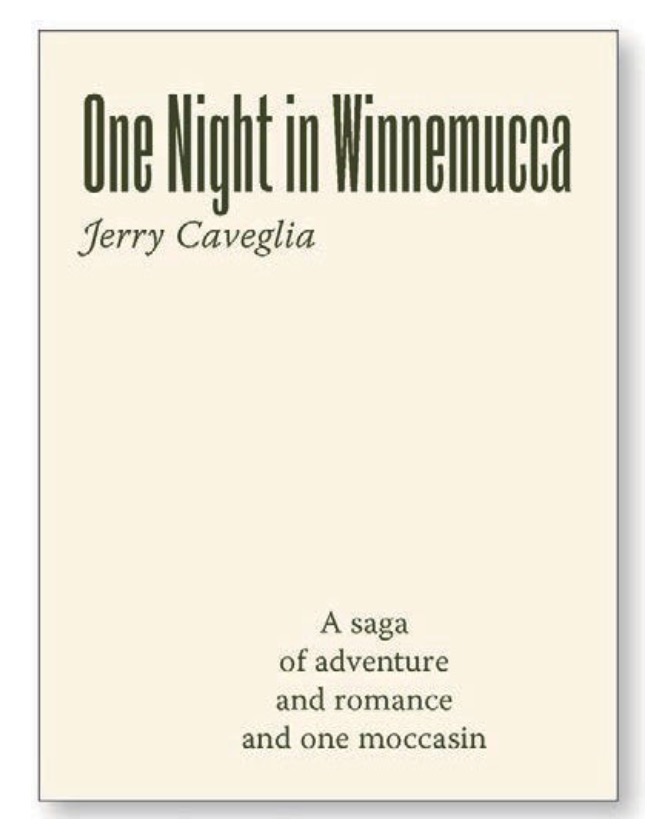 One Night in Winnemucca
Jerry Caveglia
A saga
of adventure
and romance
and one moccasin